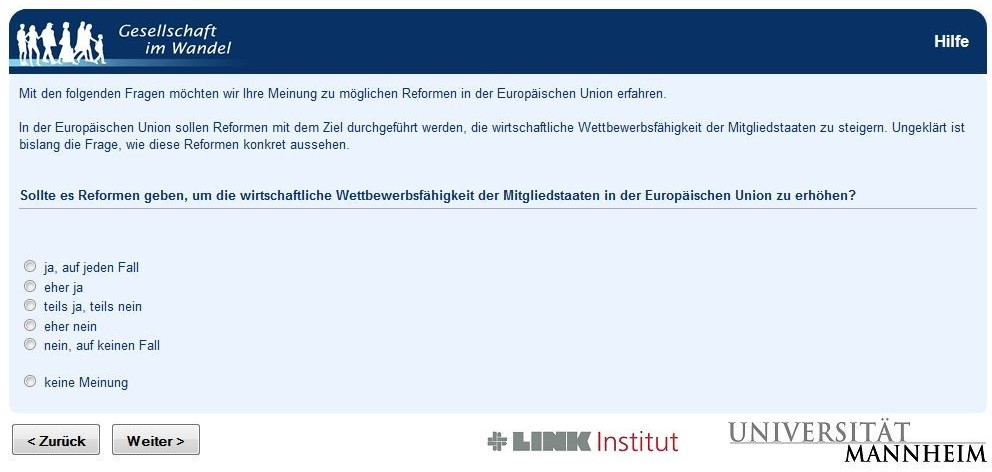 Gesellschaft
im Wandel
Hilfe
Mit den folgenden Fragen möchten wir Ihre Meinung zu möglichen Reformen in der Europäischen Union erfahren.
In der Europäischen Union sollen Reformen mit dem Ziel durchgeführt werden, die wirtschaftliche Wettbewerbsfähigkeit der Mitgliedstaaten zu steigern. Ungeklärt ist
bislang die Frage, wie diese Reformen konkret aussehen.
Sollte es Reformen geben, um die wirtschaftliche Wettbewerbsfähigkeit der Mitgliedstaaten in der Europäischen Union zu erhöhen?
ja, auf jeden Fall
eher ja
teils ja, teils nein
eher nein
nein, auf keinen Fall
keine Meinung
< Zurück
Weiter >
LINK Institut
UNIVERSITÄT
MANNHEIM